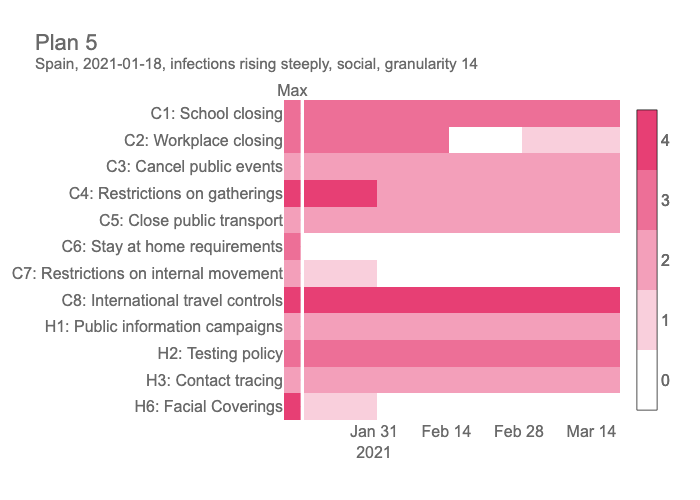 Plan 5
Spain, 2021-01-18, infections rising steeply, social, granularity 14
Max
C1: School closing
C2: Workplace closing
C3: Cancel public events
C4: Restrictions on gatherings
C5: Close public transport
C6: Stay at home requirements
C7: Restrictions on internal movement
C8: International travel controls
H1: Public information campaigns
H2: Testing policy
H3: Contact tracing
H6: Facial Coverings
Jan 31 Feb 14 Feb 28 Mar 14
2021
4
3
2
1
0